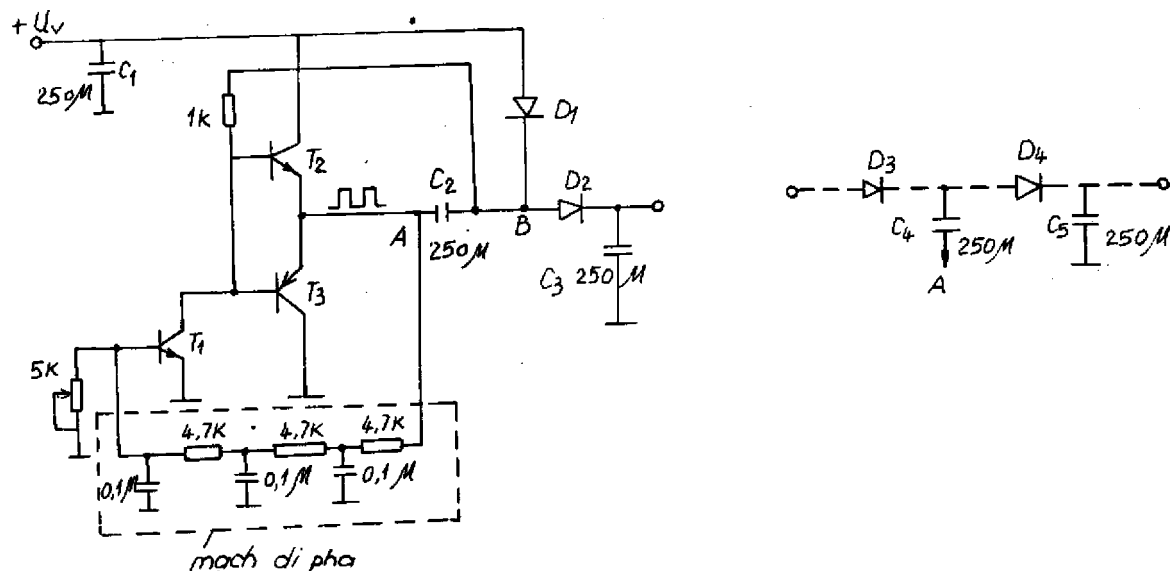 +Uv
C1
250M
1K
T2
D1
C2
A
250M
B
D2
C3
250M
T3
T1
5K
4,7K
4,7K
4,7K
0,1M
0,1M
0,1M
mach di pha
D3
D4
C4
250M
A
C5
250M